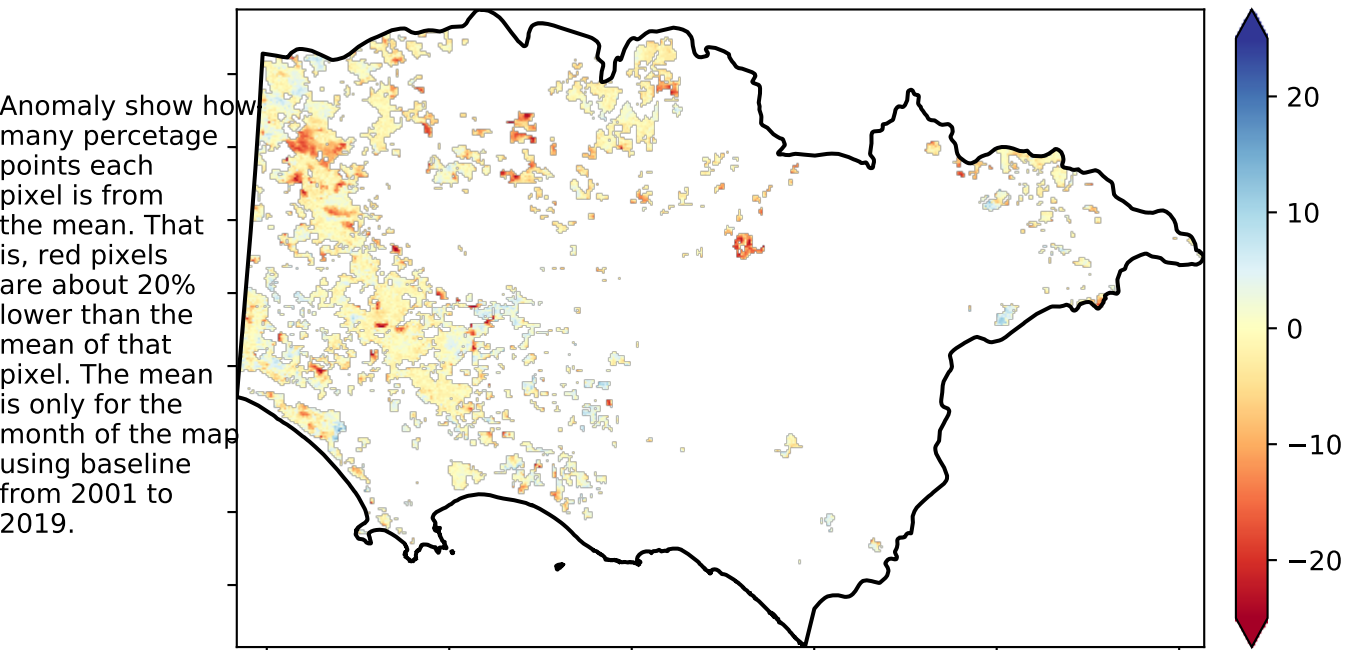 Anomaly show how
many percetage
points each
pixel is from
the mean. That
is, red pixels
are about 20%
lower than the
mean of that
pixel. The mean
is only for the
month of the map
using baseline
from 2001 to
2019.
20
10
0
−10
−20